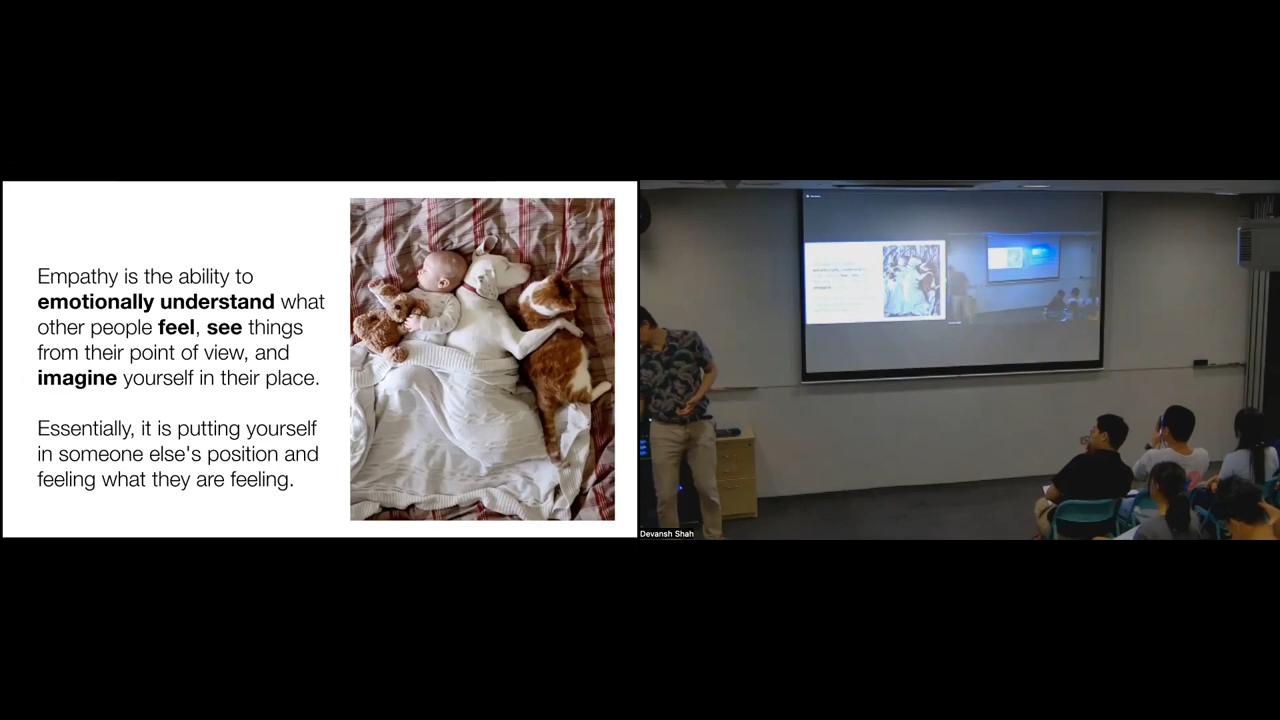 Empathy is the ability to
emotionally understand what
other people feel, see things
from their point of view, and
imagine yourself in their place.
Essentially, it is putting yourself
in someone else's position and
feeling what they are feeling.
Devansh Shah